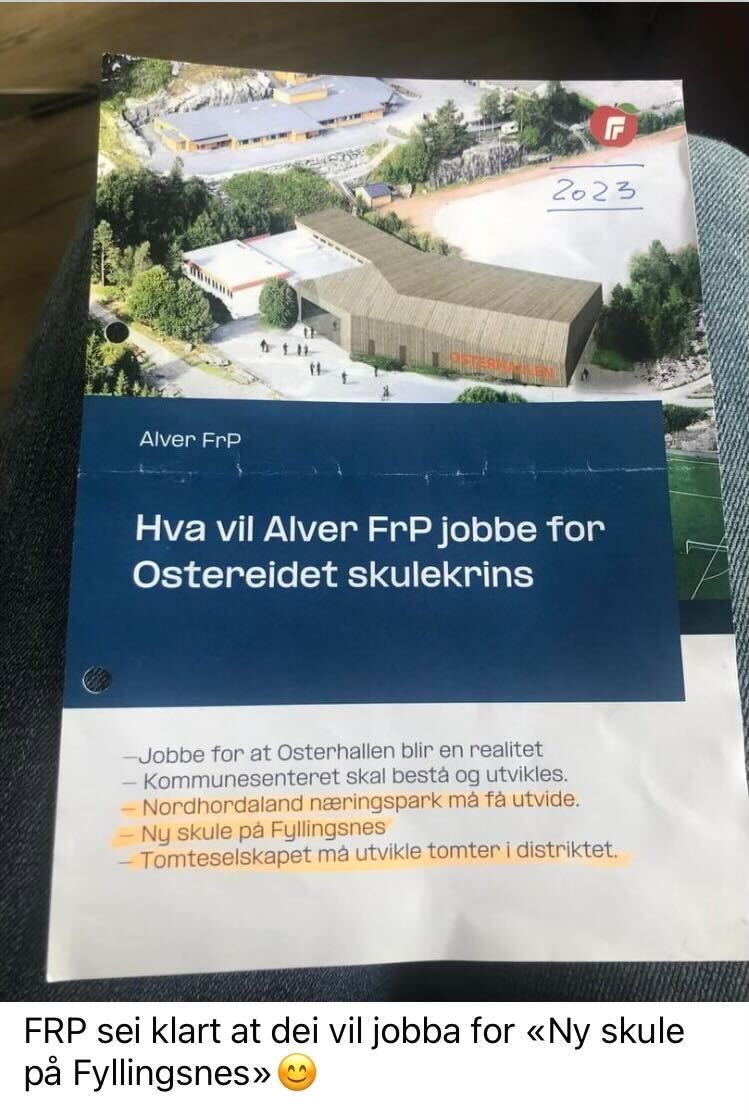 2023
OSTERHALLEN
Alver FrP
Hva vil Alver FrP jobbe for
Ostereidet skulekrins
—Jobbe for at Osterhallen blir en realitet
— Kommunesenteret skal bestå og utvikles.
— Nordhordaland næringspark må få utvide.
— Ny skule på Fyllingsnes
— Tomteselskapet må utvikle tomter i distriktet.
FRP sei klart at dei vil jobba for «Ny skule
på Fyllingsnes»😊